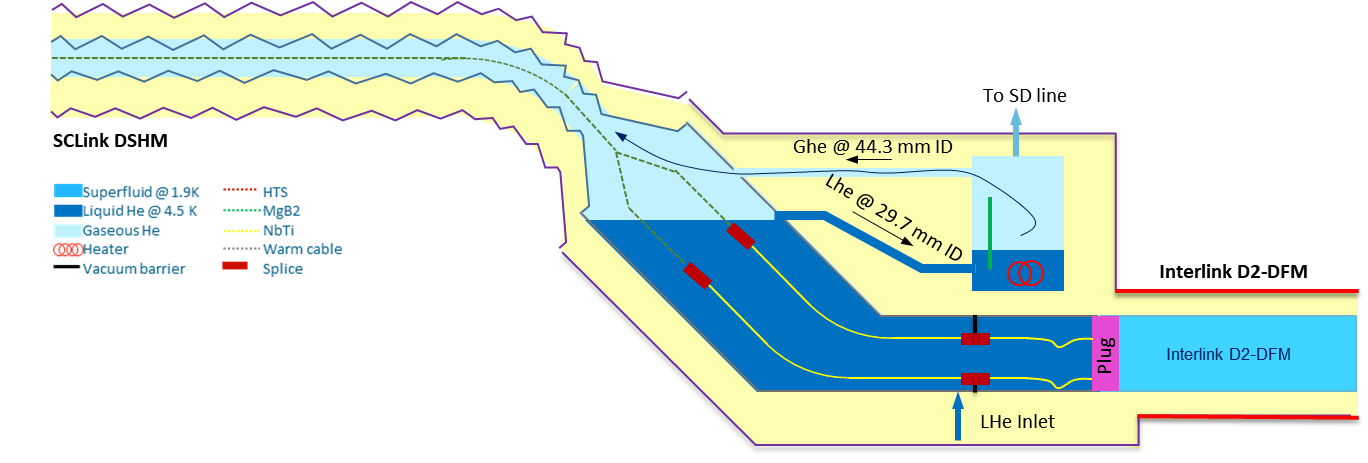 To SD line
SCLink DSHM
Ghe @ 44.3 mm ID
Lhe @ 29.7 mm ID
Superfluid @ 1.9K
HTS
Liquid He @ 4.5 K
MgB2
Gaseous He
NbTi
Heater
Warm cable
Vacuum barrier
Splice
Interlink D2-DFM
Plug
Interlink D2-DFM
LHe Inlet